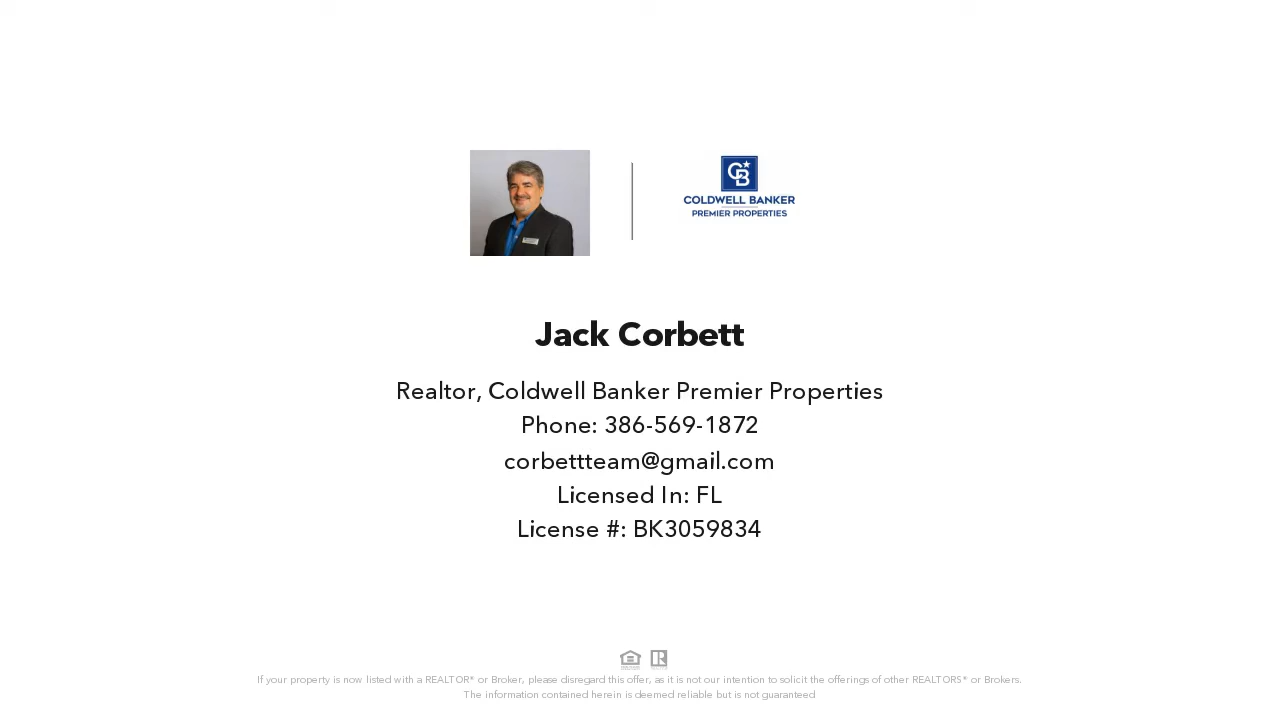 CB
COLDWELL BANKER
PREMIER PROPERTIES
Jack Corbett
Realtor, Coldwell Banker Premier Properties
Phone: 386-569-1872
corbettteam@gmail.com
Licensed In: FL
License #: BK3059834
If your property is now listed with a REALTOR® or Broker, please disregard this offer, as it is not our intention to solicit the offerings of other REALTORS® or Brokers.
The information contained herein is deemed reliable but is not guaranteed